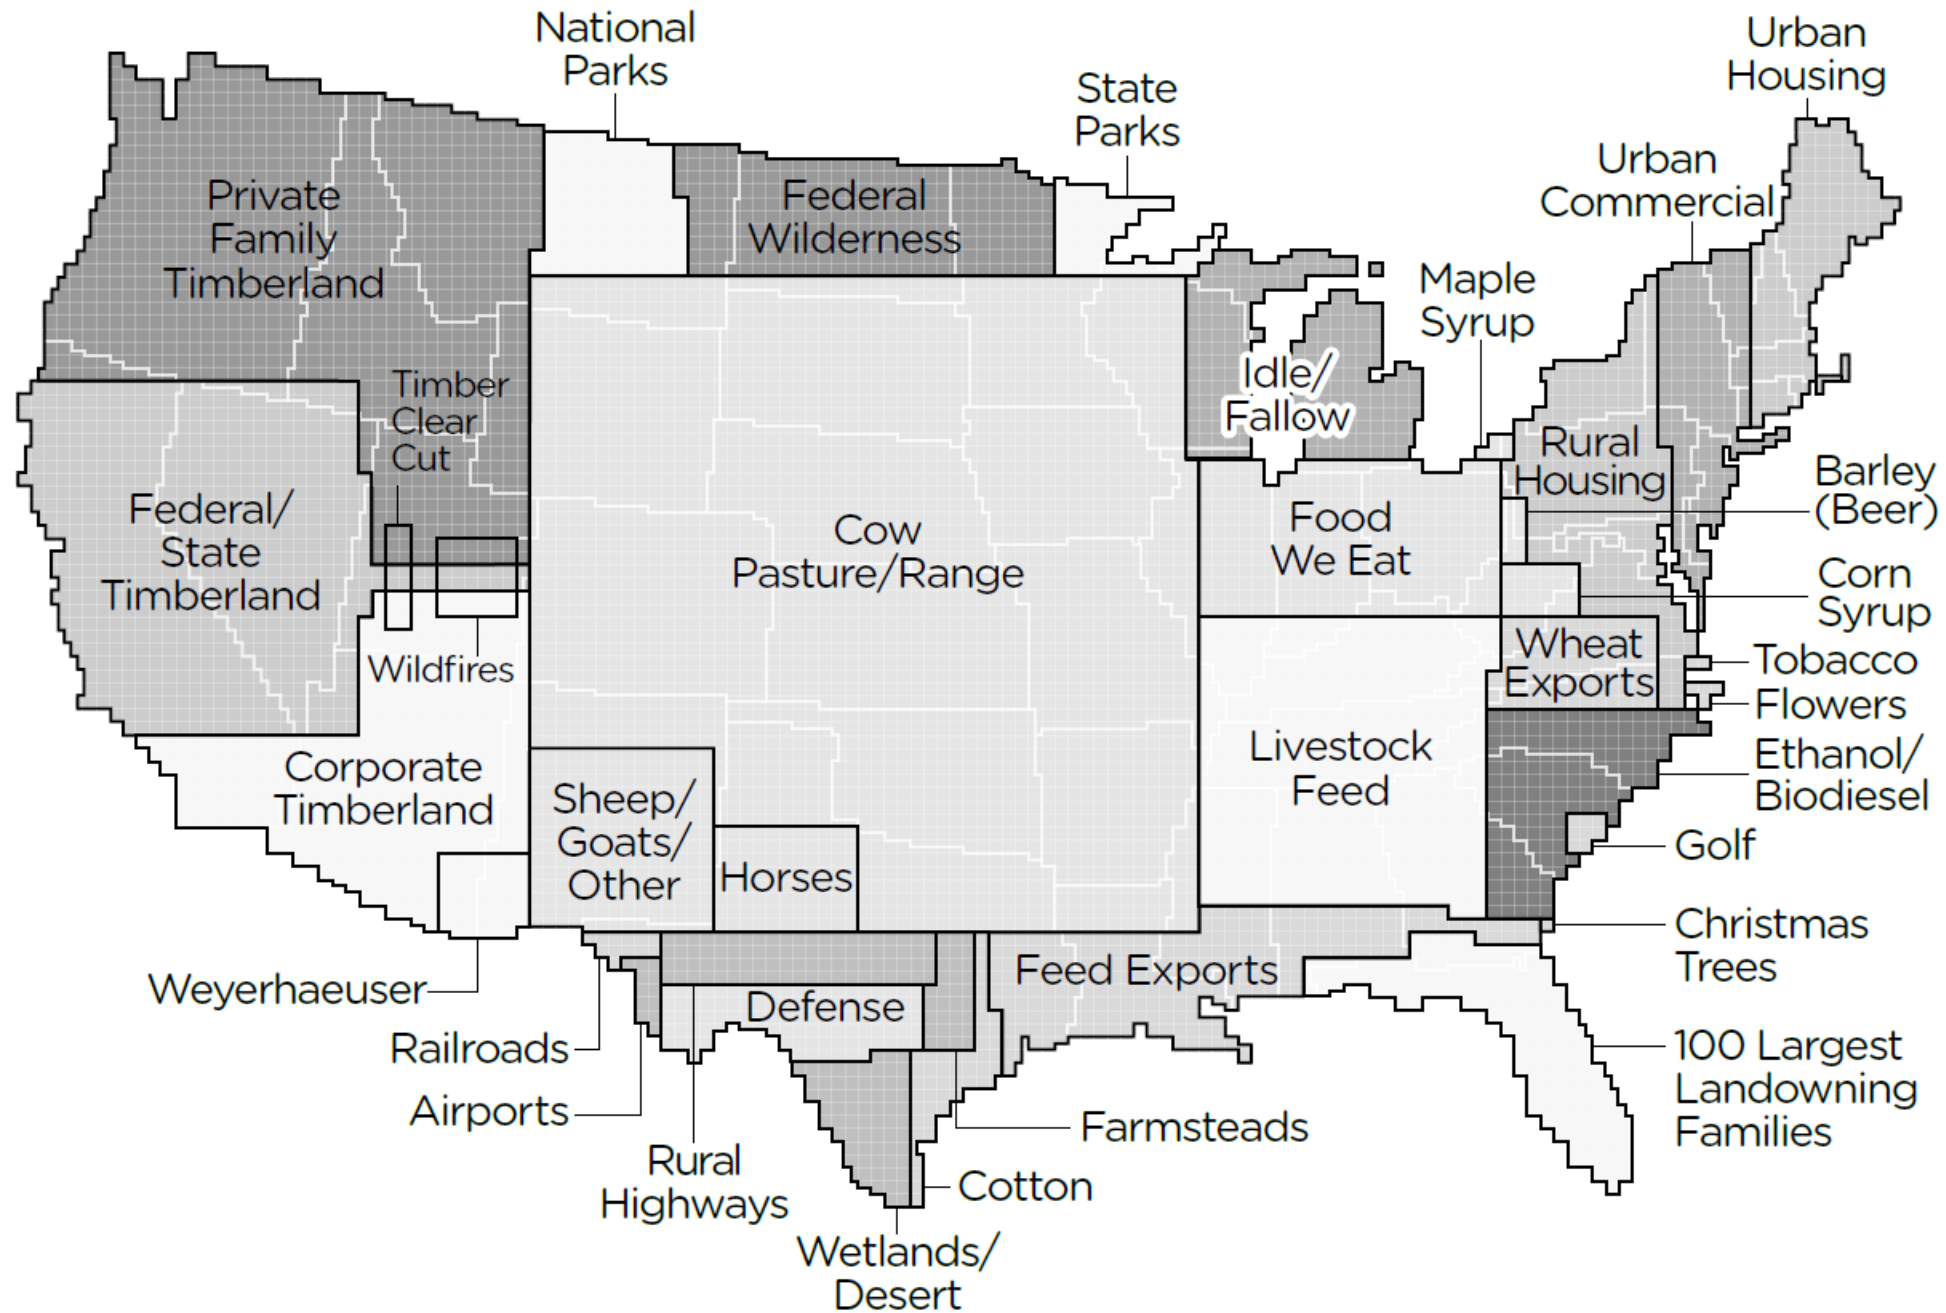 National
Parks
Urban
Housing
State
Parks
Urban
Commercial
Private
Family
Timberland
Federal
Wilderness
Maple
Syrup
Idle/
Fallow
Timber
Clear
Cut
Rural
Housing
Barley
(Beer)
Federal/
State
Timberland
Cow
Pasture/Range
Food
We Eat
Corn
Syrup
Wildfires
Wheat
Exports
Tobacco
Flowers
Corporate
Timberland
Livestock
Feed
Ethanol/
Biodiesel
Sheep/
Goats/
Other
Horses
Golf
Christmas
Trees
Weyerhaeuser
Feed Exports
Defense
Railroads
100 Largest
Landowning
Families
Airports
Farmsteads
Rural
Highways
Cotton
Wetlands/
Desert